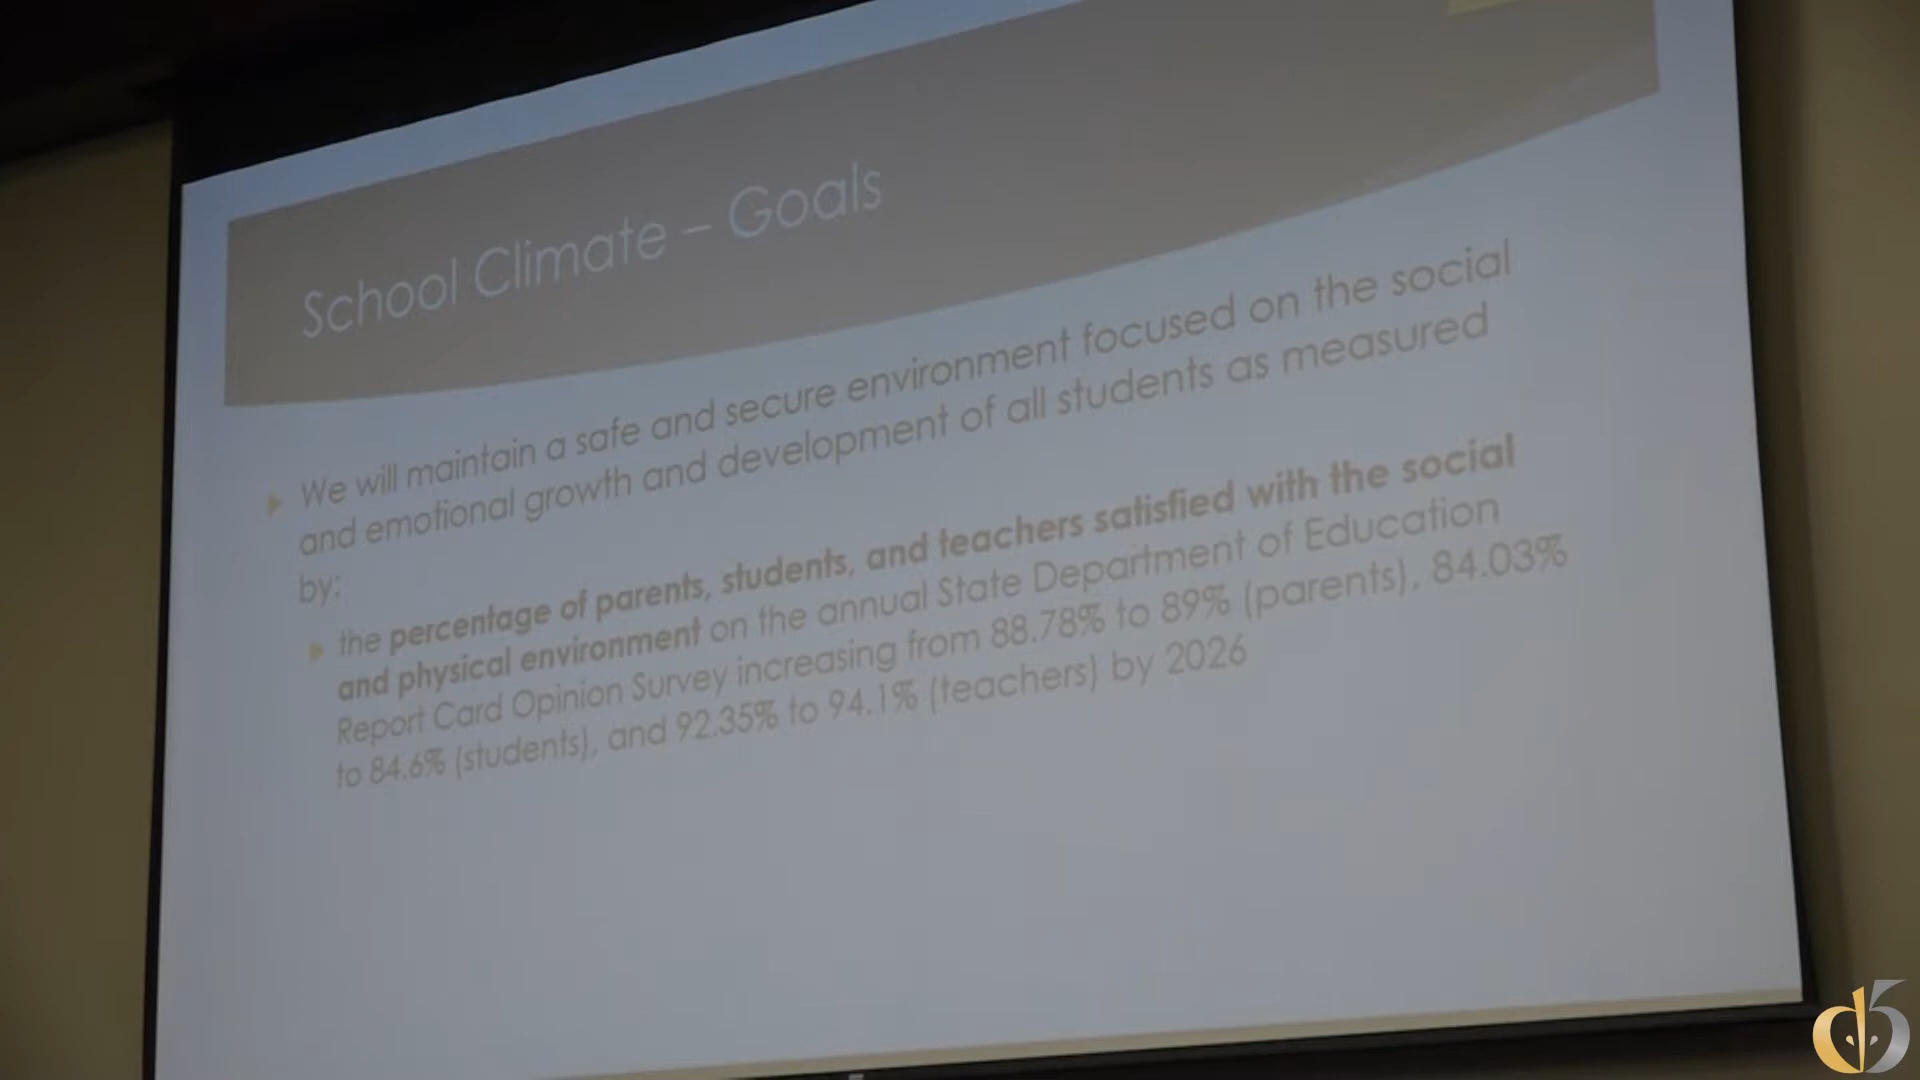 School Climate – Goals
We will maintain a safe and secure environment focused on the social
and emotional growth and development of all students as measured
by:
the percentage of parents, students, and teachers satisfied with the social
and physical environment on the annual State Department of Education
Report Card Opinion Survey increasing from 88.78% to 89% (parents), 84.03%
to 84.6% (students), and 92.35% to 94.1% (teachers) by 2026
d5